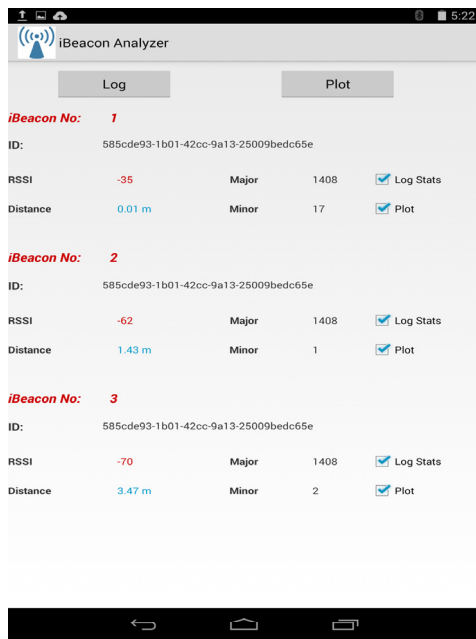 5:22
iBeacon Analyzer
Log Plot
iBeacon No: 1
ID: 585cde93-1b01-42cc-9a13-25009bedc65e
RSSI -35 Major 1408 Log Stats
Distance 0.01 m Minor 17 Plot
iBeacon No: 2
ID: 585cde93-1b01-42cc-9a13-25009bedc65e
RSSI -62 Major 1408 Log Stats
Distance 1.43 m Minor 1 Plot
iBeacon No: 3
ID: 585cde93-1b01-42cc-9a13-25009bedc65e
RSSI -70 Major 1408 Log Stats
Distance 3.47 m Minor 2 Plot